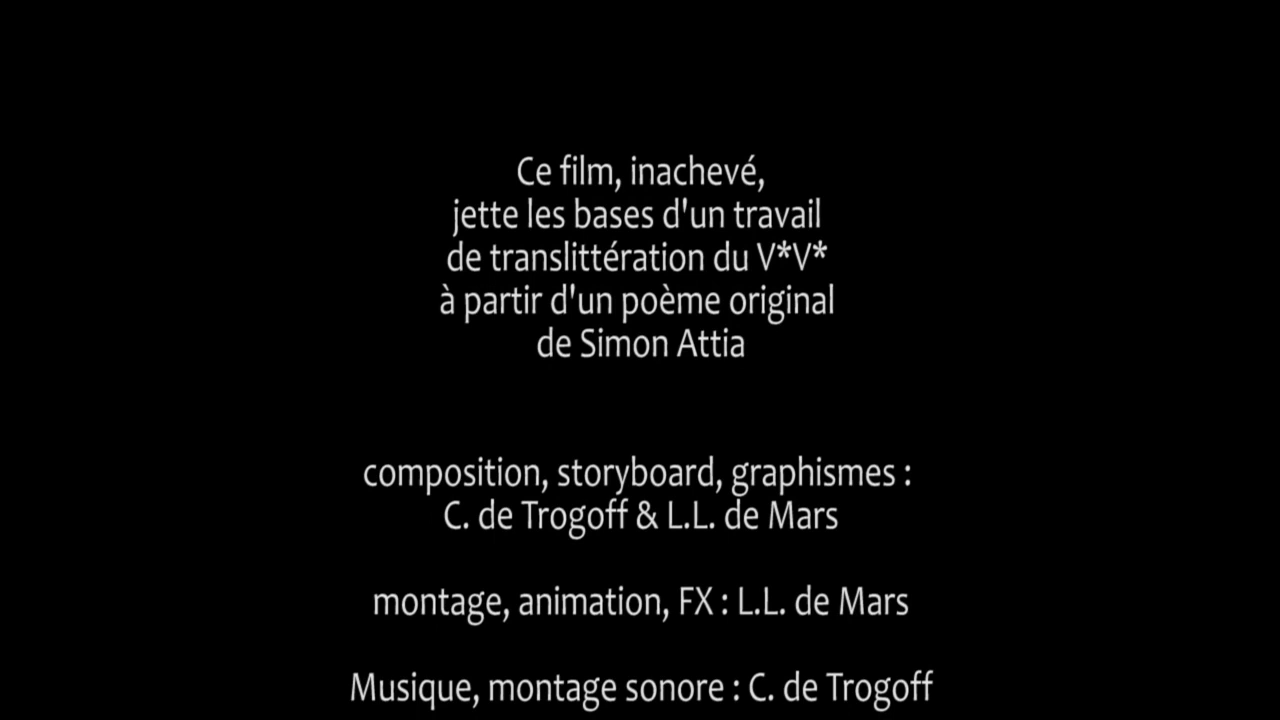 Ce film, inachevé,
jette les bases d'un travail
de translittération du V*V*
à partir d'un poème original
de Simon Attia
composition, storyboard, graphismes :
C. de Trogoff & L.L. de Mars
montage, animation, FX : L.L. de Mars
Musique, montage sonore : C. de Trogoff